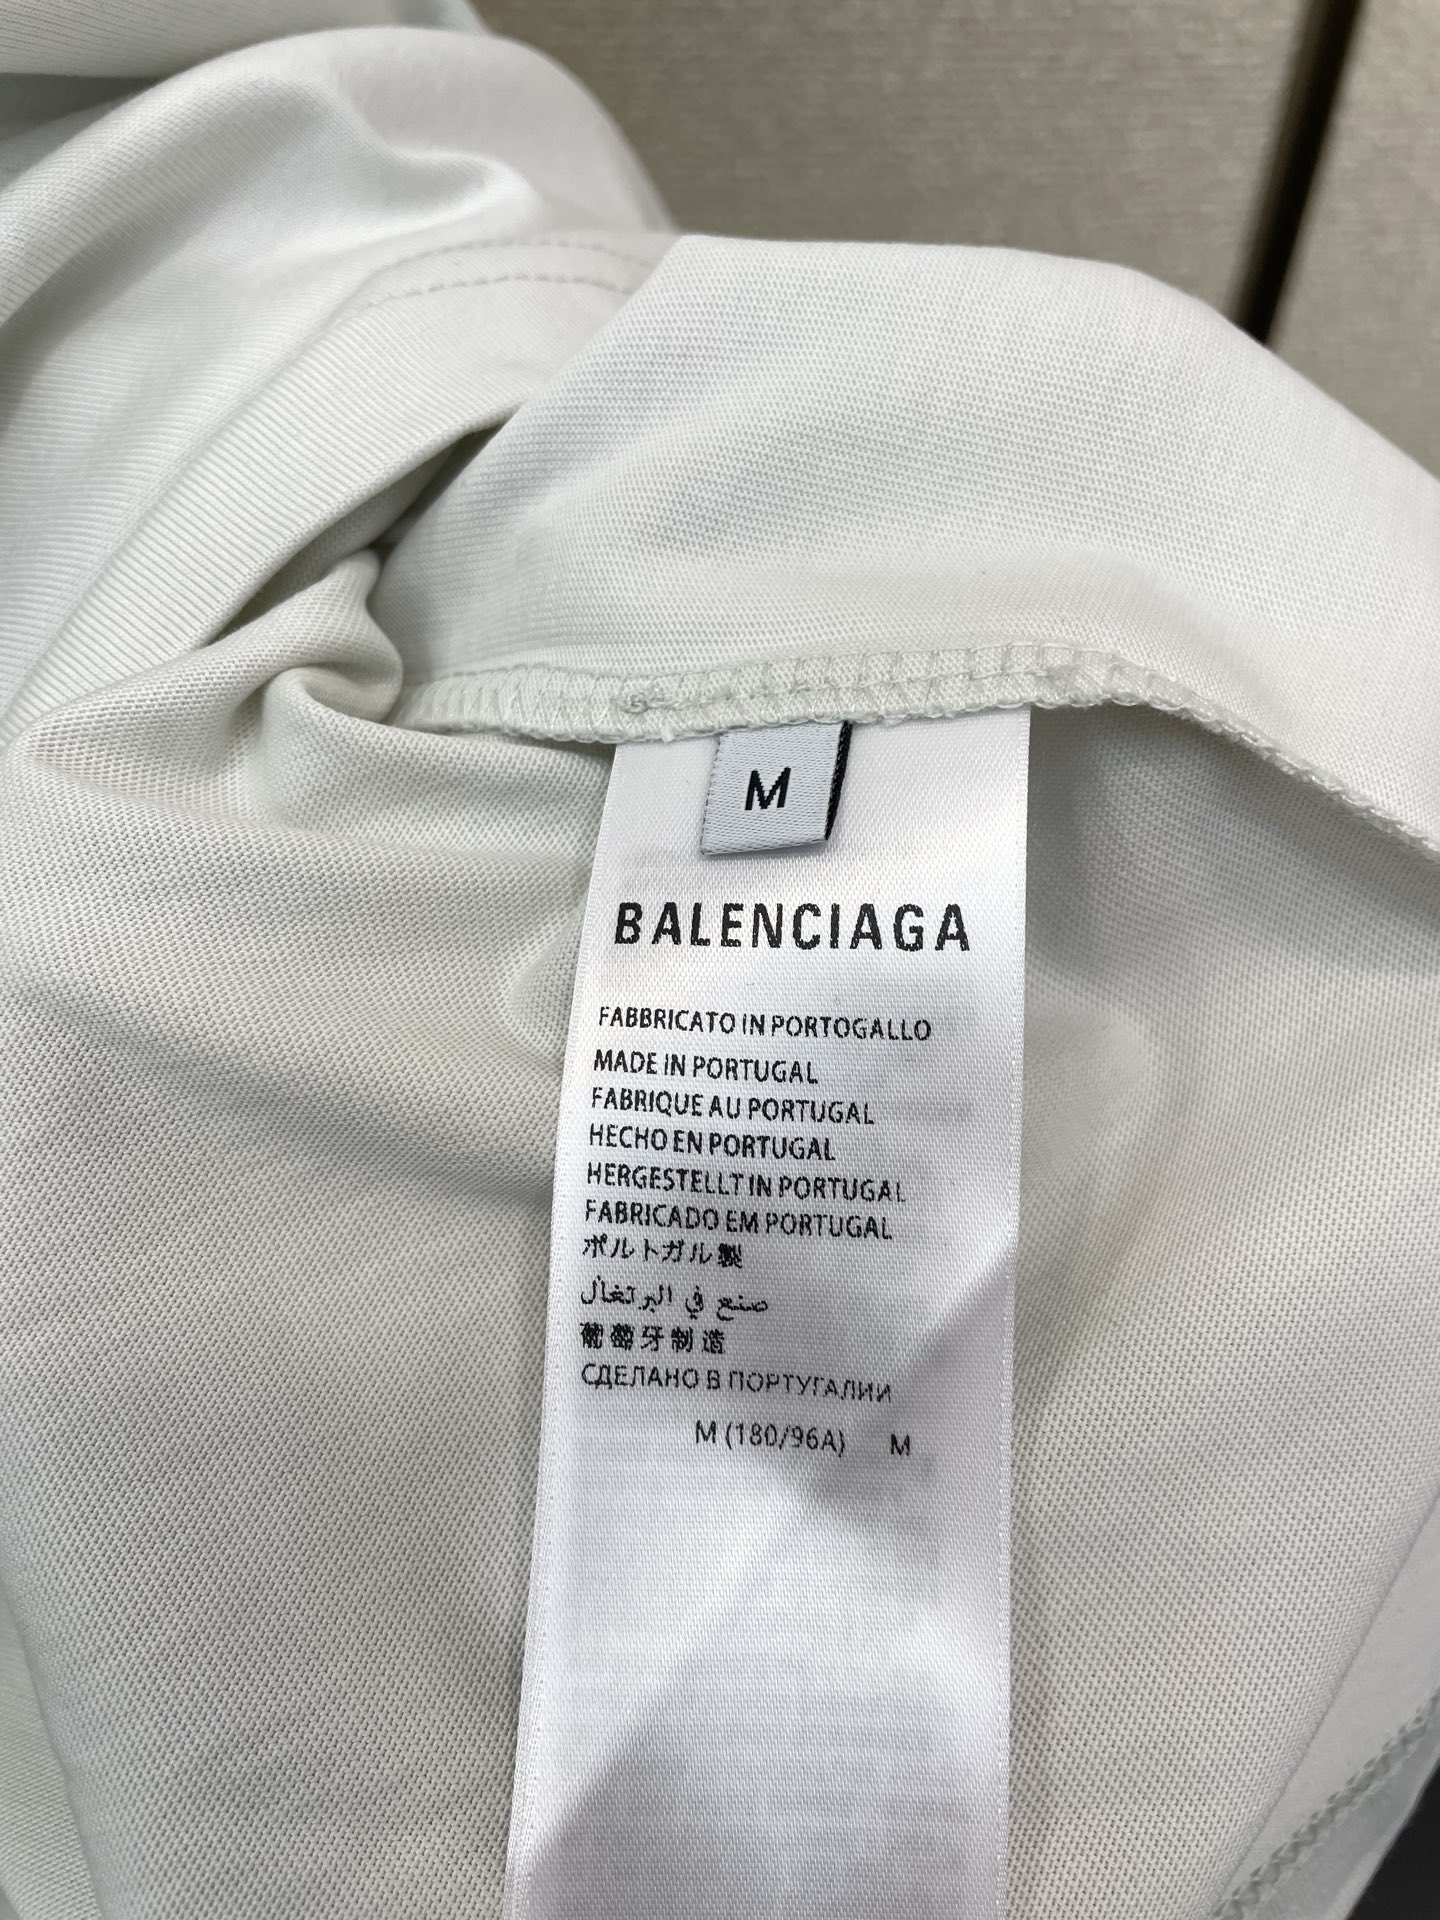 M
BALENCIAGA
FABBRICATO IN PORTOGALLO
MADE IN PORTUGAL
FABRIQUE AU PORTUGAL
HECHO EN PORTUGAL
HERGESTELLT IN PORTUGAL
FABRICADO EM PORTUGAL
ポルトガル製
صنع في البرتغال
葡萄牙制造
СДЕЛАНО В ПОРТУГАЛИИ
M (180/96A) M